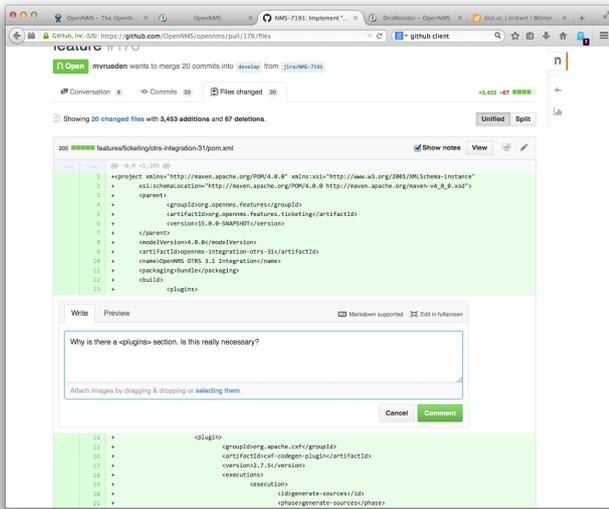 OpenNMS – The OpenN...
OpenNMS
NMS-7191: Implement "...
DnsMonitor – OpenNMS
dict.cc | irritiert | Wörter...
GitHub, Inc. (US) https://github.com/OpenNMS/opennms/pull/176/files
github client
feature #176
Open mvrueden wants to merge 20 commits into develop from jira/NMS-7191
Conversation 8 Commits 20 Files changed 20 +3,453 −67
Showing 20 changed files with 3,453 additions and 67 deletions. Unified Split
205 features/ticketing/otrs-integration-31/pom.xml Show notes View
... ... @@ -0,0 +1,205 @@
1 +<project xmlns="http://maven.apache.org/POM/4.0.0" xmlns:xsi="http://www.w3.org/2001/XMLSchema-instance"
2 + xsi:schemaLocation="http://maven.apache.org/POM/4.0.0 http://maven.apache.org/maven-v4_0_0.xsd">
3 + <parent>
4 + <groupId>org.opennms.features</groupId>
5 + <artifactId>org.opennms.features.ticketing</artifactId>
6 + <version>15.0.0-SNAPSHOT</version>
7 + </parent>
8 + <modelVersion>4.0.0</modelVersion>
9 + <artifactId>opennms-integration-otrs-31</artifactId>
10 + <name>OpenNMS OTRS 3.1 Integration</name>
11 + <packaging>bundle</packaging>
12 + <build>
13 + <plugins>
Write Preview Markdown supported Edit in fullscreen
Why is there a <plugins> section. Is this really necessary?
Attach images by dragging & dropping or selecting them.
Cancel Comment
14 + <plugin>
15 + <groupId>org.apache.cxf</groupId>
16 + <artifactId>cxf-codegen-plugin</artifactId>
17 + <version>2.7.5</version>
18 + <executions>
19 + <execution>
20 + <id>generate-sources</id>
21 + <phase>generate-sources</phase>